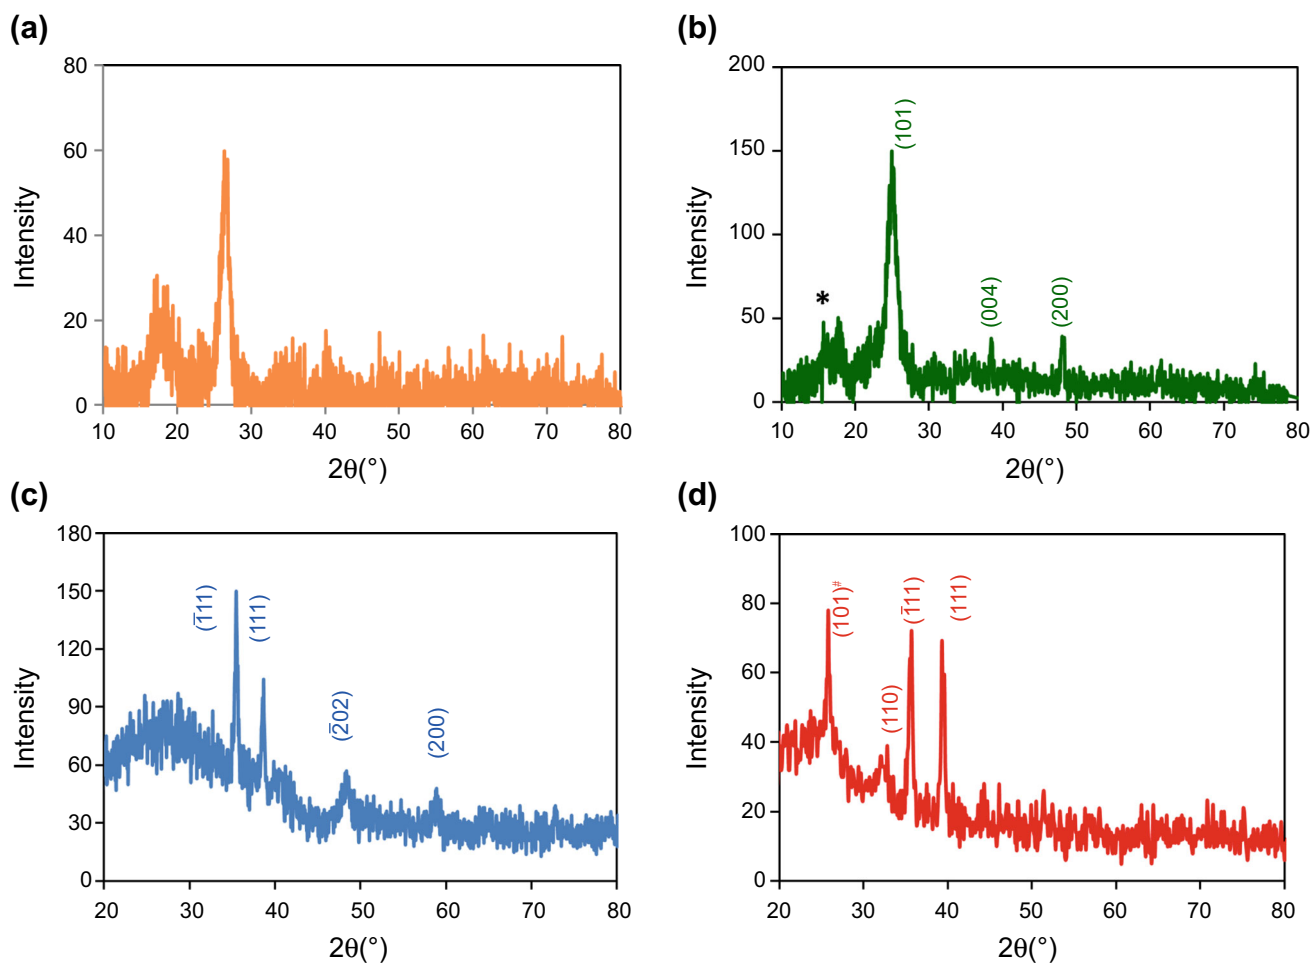 (a)
80
60
40
20
0
Intensity
10 20 30 40 50 60 70 80
2θ(°)
(b)
200
150
100
50
0
Intensity
(101)
*
(004)
(200)
10 20 30 40 50 60 70 80
2θ(°)
(c)
180
150
120
90
60
30
0
Intensity
(1̅11)
(111)
(2̅02)
(200)
20 30 40 50 60 70 80
2θ(°)
(d)
100
80
60
40
20
0
Intensity
(101)#
(110)
(1̅11)
(111)
20 30 40 50 60 70 80
2θ(°)